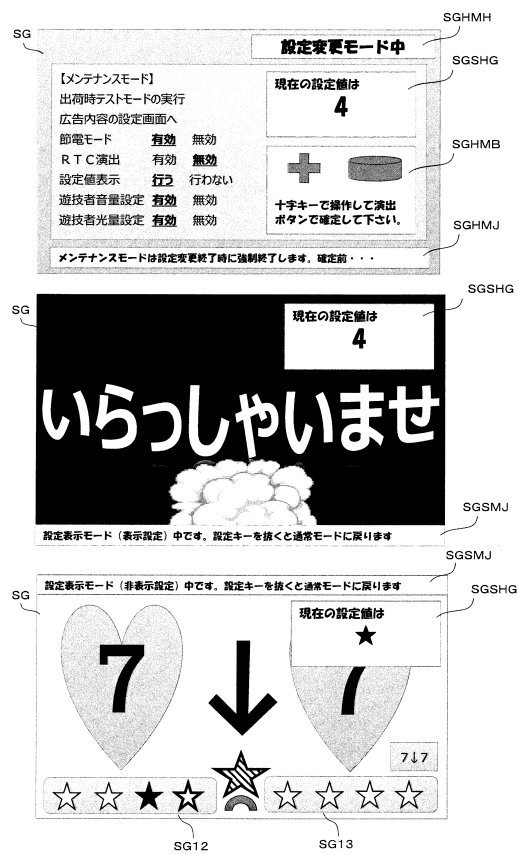 SG
SGHMH
設定変更モード中
SGSHG
【メンテナンスモード】
出荷時テストモードの実行
広告内容の設定画面へ
節電モード 有効 無効
ＲＴＣ演出 有効 無効
設定値表示 行う 行わない
遊技者音量設定 有効 無効
遊技者光量設定 有効 無効
現在の設定値は
4
SGHMB
十字キーで操作して演出
ボタンで確定して下さい。
SGHMJ
メンテナンスモードは設定変更終了時に強制終了します。確定前・・・
SG
SGSHG
現在の設定値は
4
いらっしゃいませ
SGSMJ
設定表示モード（表示設定）中です。設定キーを抜くと通常モードに戻ります
SGSMJ
設定表示モード（非表示設定）中です。設定キーを抜くと通常モードに戻ります
SG
SGSHG
現在の設定値は
★
7 ↓ 7
7↓7
☆ ☆ ★ ☆ ☆ ☆ ☆ ☆ ☆
SG12
SG13